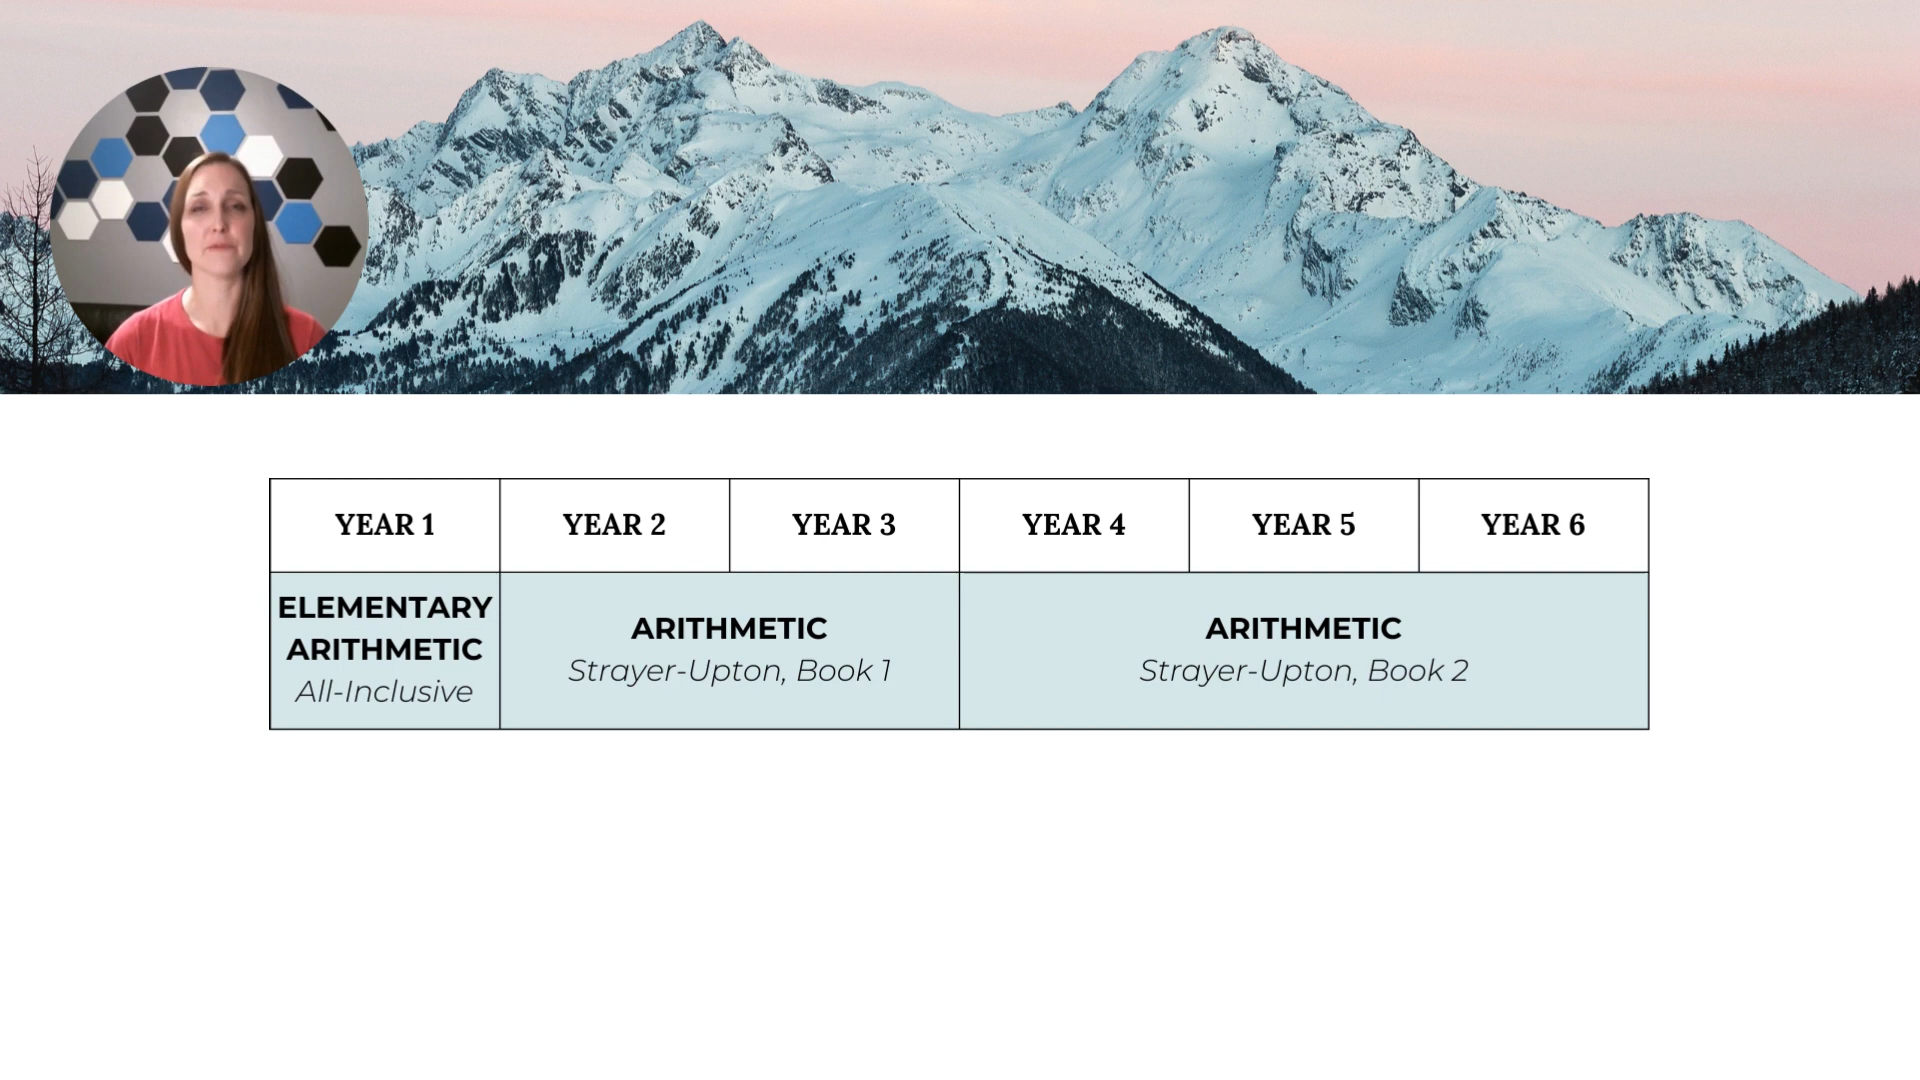 YEAR 1
YEAR 2
YEAR 3
YEAR 4
YEAR 5
YEAR 6
ELEMENTARY
ARITHMETIC
All-Inclusive
ARITHMETIC
Strayer-Upton, Book 1
ARITHMETIC
Strayer-Upton, Book 2